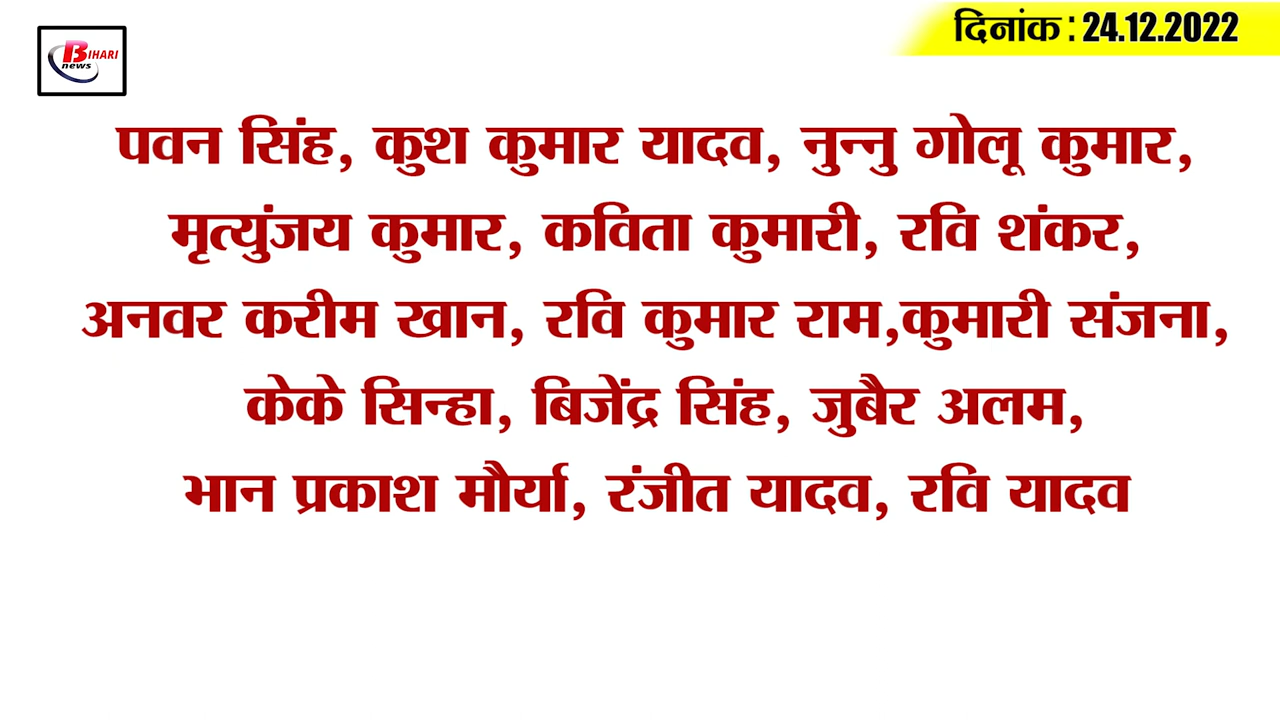 BIHARI
news
दिनांक : 24.12.2022
पवन सिंह, कुश कुमार यादव, नुन्नु गोलू कुमार,
मृत्युंजय कुमार, कविता कुमारी, रवि शंकर,
अनवर करीम खान, रवि कुमार राम,कुमारी संजना,
केके सिन्हा, बिजेंद्र सिंह, जुबैर अलम,
भान प्रकाश मौर्या, रंजीत यादव, रवि यादव